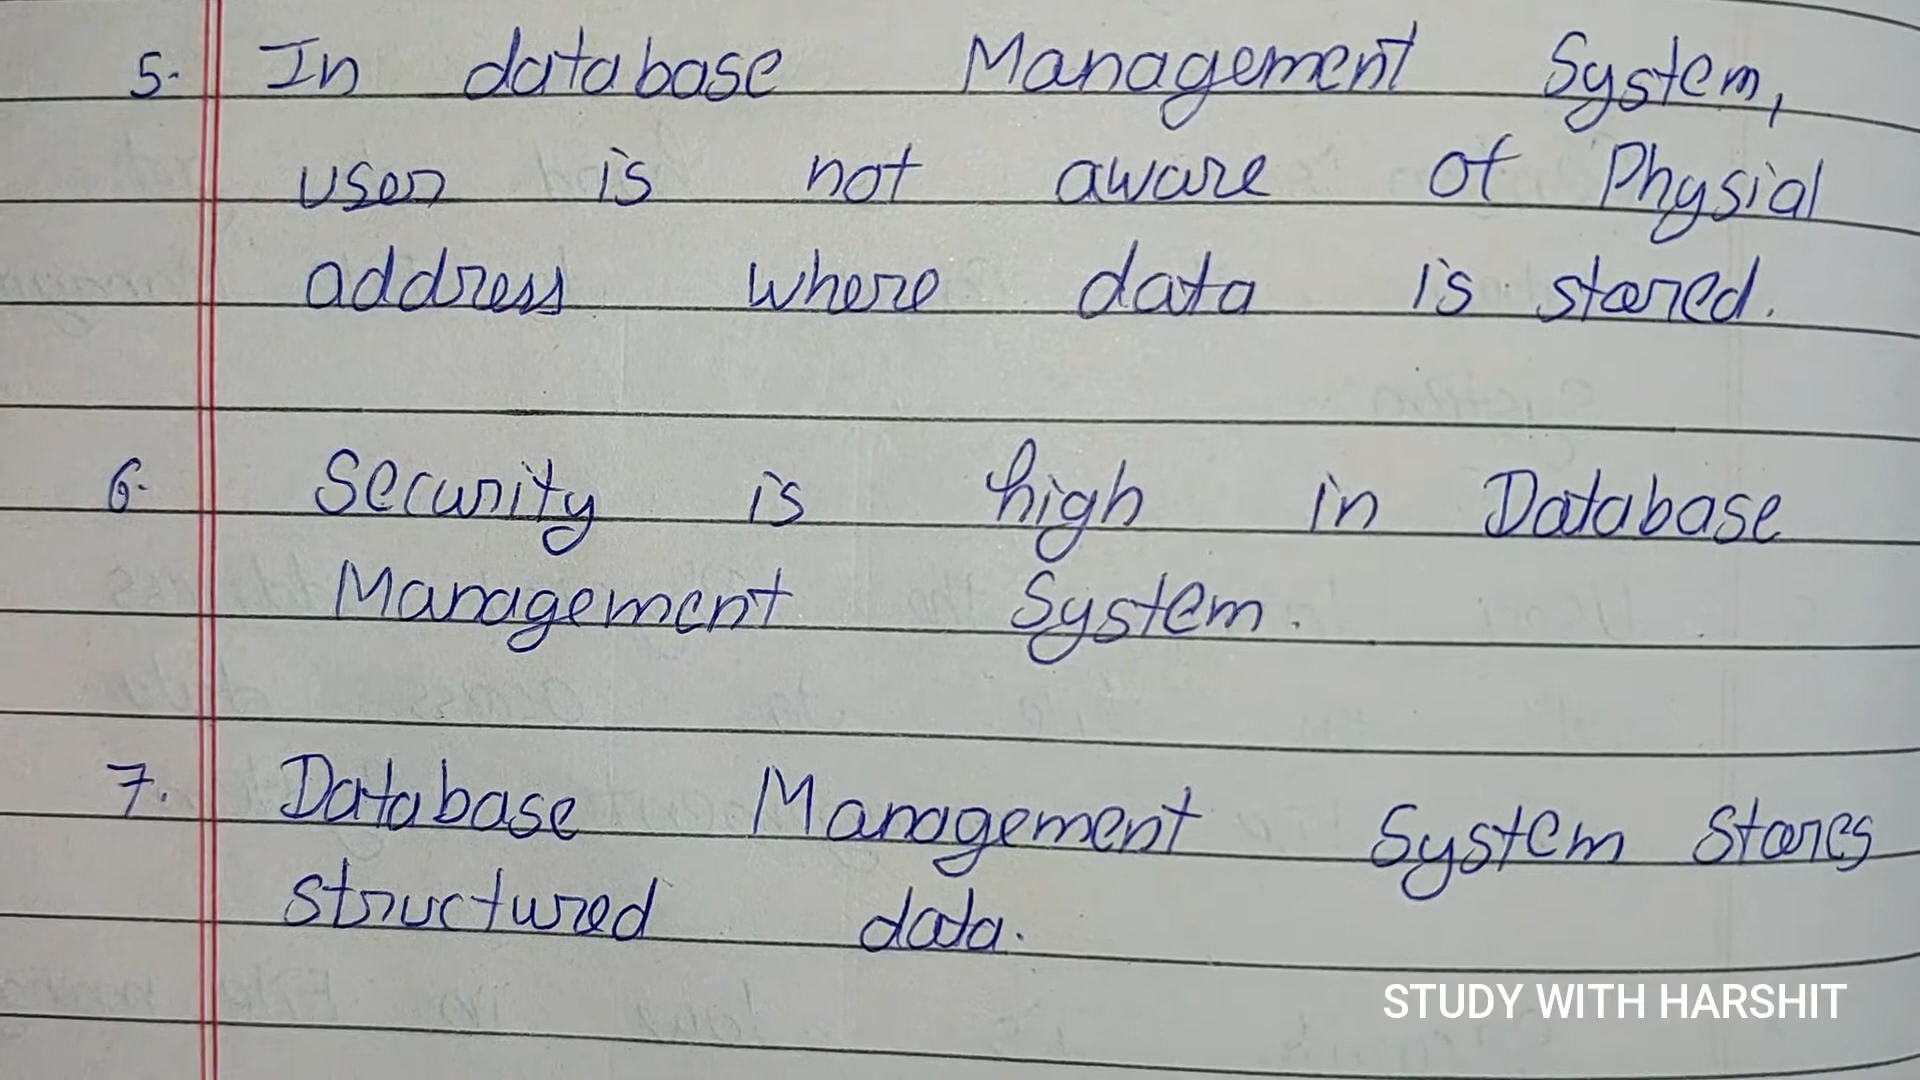 5. In database Management System,
user is not aware of Physial
address where data is stored.
6. Security is high in Database
Management System.
7. Database Management System stores
structured data.
STUDY WITH HARSHIT